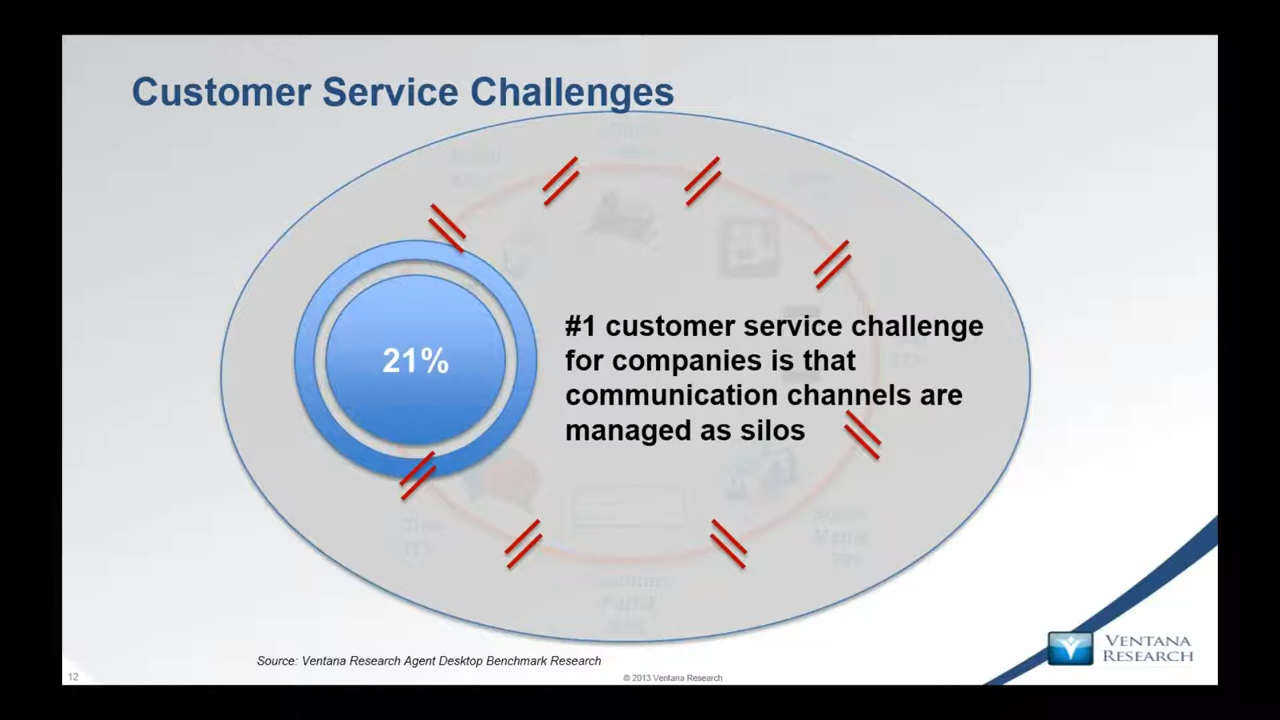 Customer Service Challenges
21%
#1 customer service challenge
for companies is that
communication channels are
managed as silos
Source: Ventana Research Agent Desktop Benchmark Research
VENTANA
RESEARCH
12
© 2013 Ventana Research